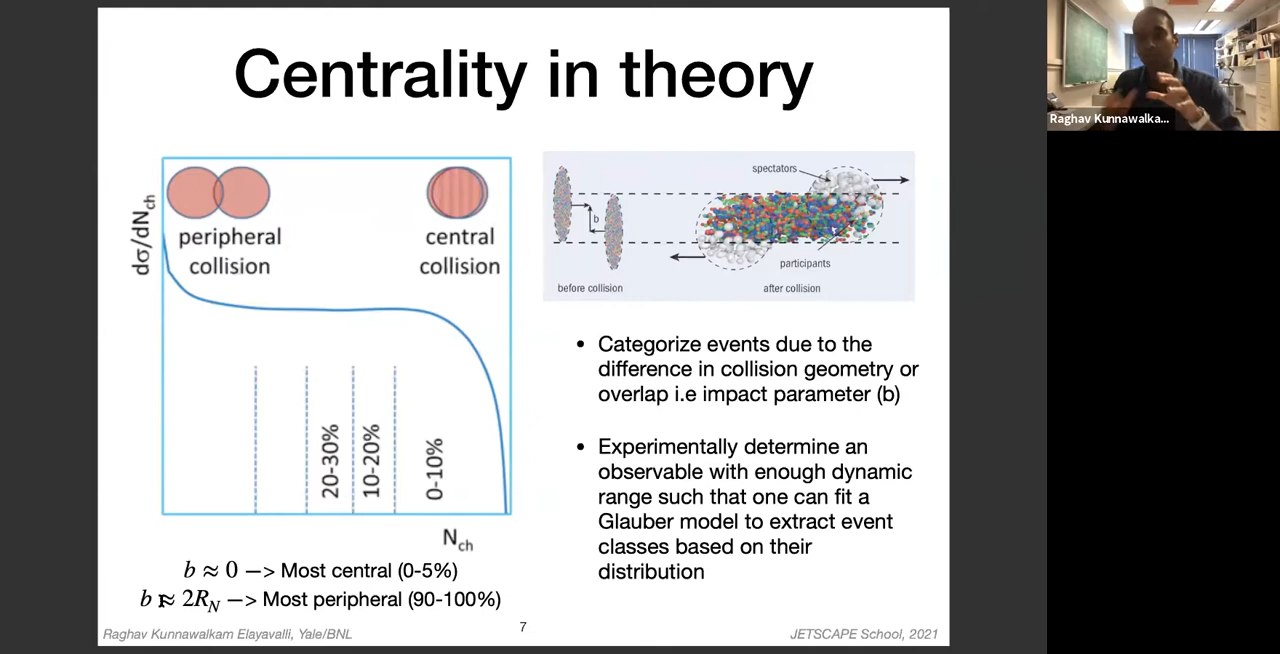 Centrality in theory
dσ/dNch
peripheral
collision
central
collision
20-30%
10-20%
0-10%
Nch
b ≈ 0 —> Most central (0-5%)
b ≈ 2RN —> Most peripheral (90-100%)
spectators
b
participants
before collision
after collision
• Categorize events due to the
difference in collision geometry or
overlap i.e impact parameter (b)
• Experimentally determine an
observable with enough dynamic
range such that one can fit a
Glauber model to extract event
classes based on their
distribution
Raghav Kunnawalkam Elayavalli, Yale/BNL
7
JETSCAPE School, 2021
Raghav Kunnawalka...